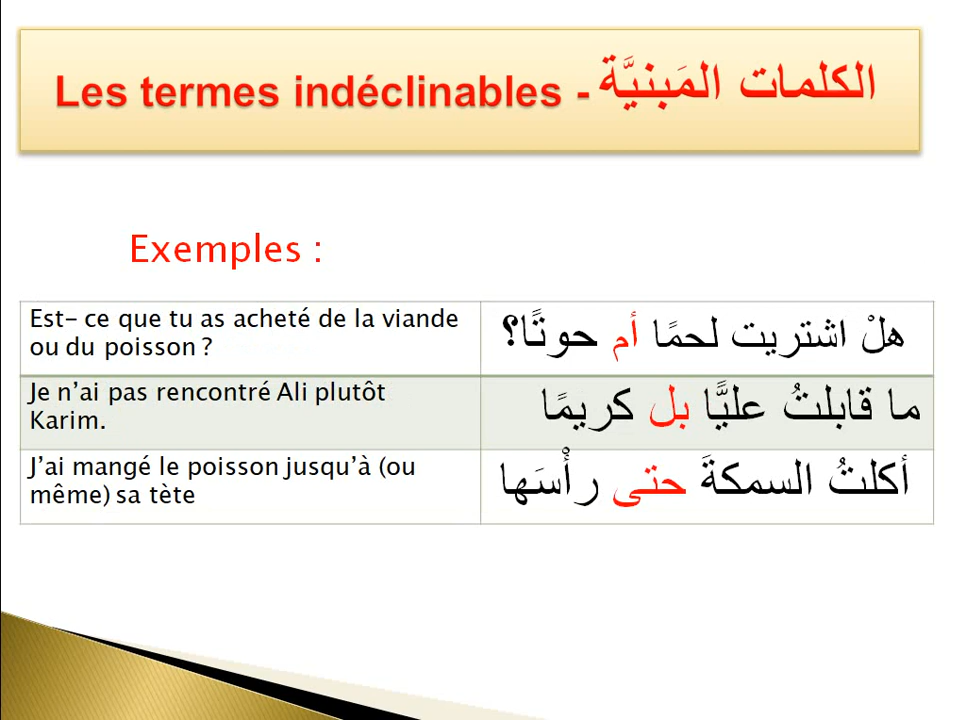 Les termes indéclinables - الكلمات المَبنيَّة
Exemples :
Est- ce que tu as acheté de la viande
ou du poisson ?
هلْ اشتريت لحمًا أم حوتًا؟
Je n’ai pas rencontré Ali plutôt
Karim.
ما قابلتُ عليًّا بل كريمًا
J’ai mangé le poisson jusqu’à (ou
même) sa tète
أكلتُ السمكةَ حتى رأْسَها